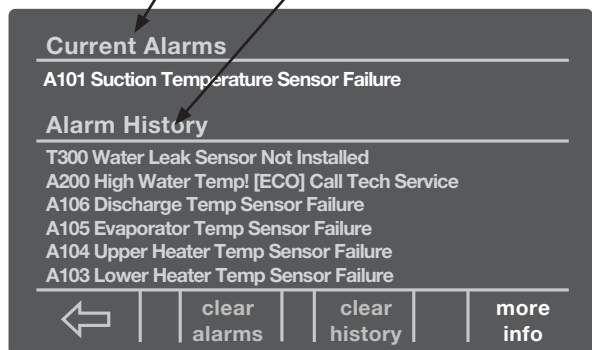 Current Alarms
A101 Suction Temperature Sensor Failure
Alarm History
T300 Water Leak Sensor Not Installed
A200 High Water Temp! [ECO] Call Tech Service
A106 Discharge Temp Sensor Failure
A105 Evaporator Temp Sensor Failure
A104 Upper Heater Temp Sensor Failure
A103 Lower Heater Temp Sensor Failure
clear alarms
clear history
more info